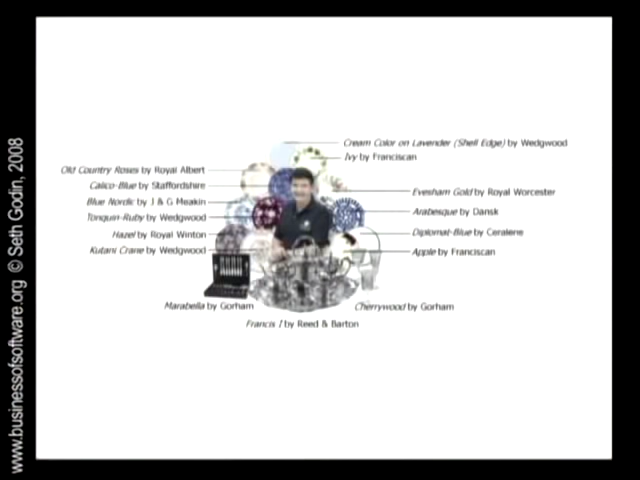 www.businessofsoftware.org © Seth Godin, 2008
Cream Color on Lavender (Shell Edge) by Wedgwood
Ivy by Franciscan
Old Country Roses by Royal Albert
Calico-Blue by Staffordshire
Evesham Gold by Royal Worcester
Blue Nordic by J & G Meakin
Arabesque by Dansk
Tonquin-Ruby by Wedgwood
Hazel by Royal Winton
Diplomat-Blue by Ceralene
Kutani Crane by Wedgwood
Apple by Franciscan
Marabella by Gorham
Cherrywood by Gorham
Francis I by Reed & Barton